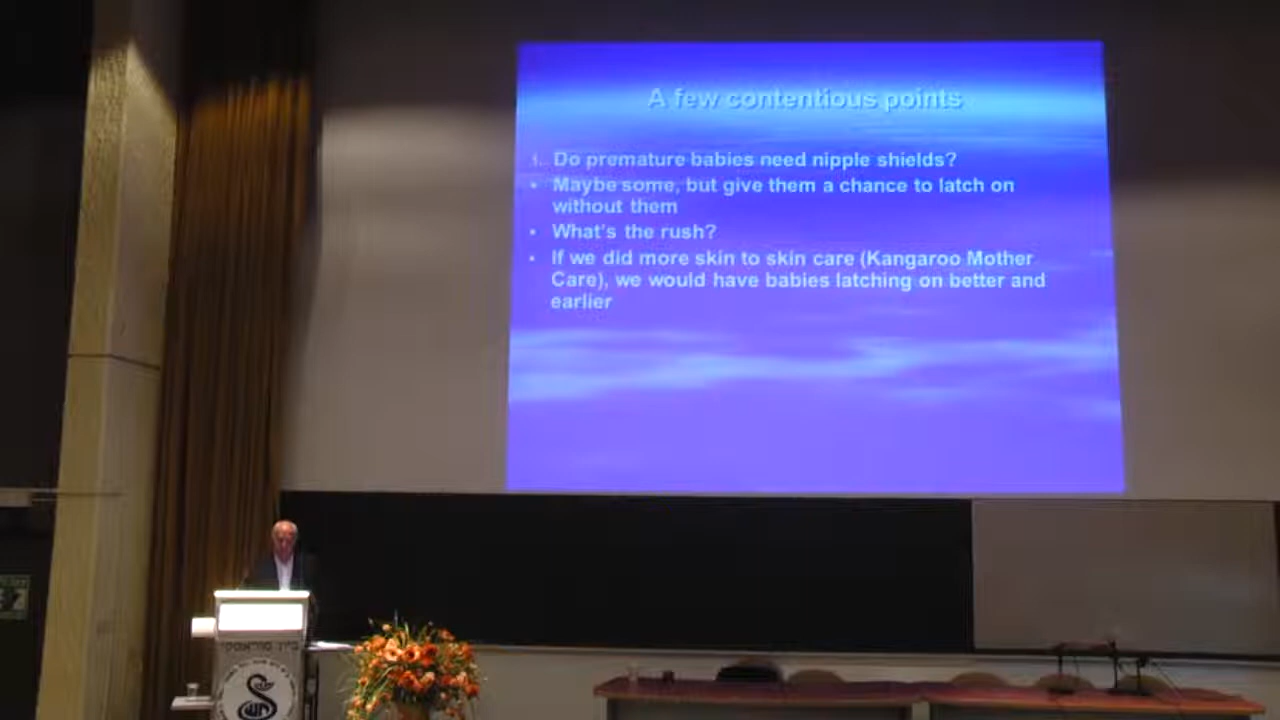 A few contentious points
1. Do premature babies need nipple shields?
• Maybe some, but give them a chance to latch on
without them
• What's the rush?
• If we did more skin to skin care (Kangaroo Mother
Care), we would have babies latching on better and
earlier